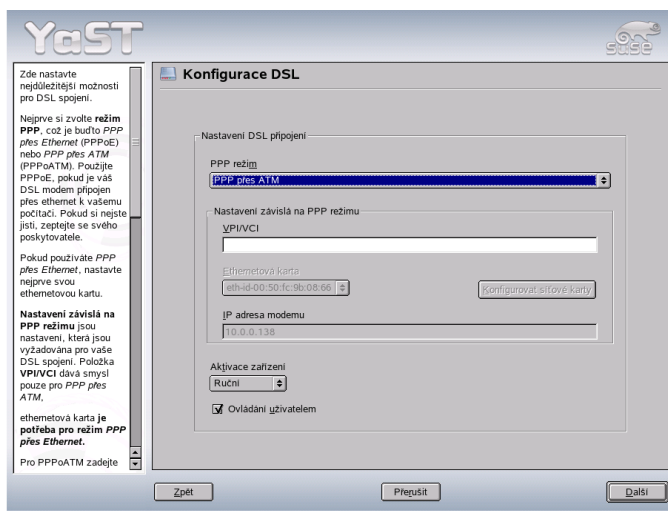 YaST
suse
Zde nastavte
nejdůležitější možnosti
pro DSL spojení.
Nejprve si zvolte režim
PPP, což je buďto PPP
přes Ethernet (PPPoE)
nebo PPP přes ATM
(PPPoATM). Použijte
PPPoE, pokud je váš
DSL modem připojen
přes ethernet k vašemu
počítači. Pokud si nejste
jisti, zeptejte se svého
poskytovatele.
Pokud používáte PPP
přes Ethernet, nastavte
nejprve svou
ethernetovou kartu.
Nastavení závislá na
PPP režimu jsou
nastavení, která jsou
vyžadována pro vaše
DSL spojení. Položka
VPI/VCI dává smysl
pouze pro PPP přes
ATM,
ethernetová karta je
potřeba pro režim PPP
přes Ethernet.
Pro PPPoATM zadejte
Konfigurace DSL
Nastavení DSL připojení
PPP režim
PPP přes ATM
Nastavení závislá na PPP režimu
VPI/VCI
Ethernetová karta
eth-id-00:50:fc:9b:08:66
Konfigurovat síťové karty
IP adresa modemu
10.0.0.138
Aktivace zařízení
Ruční
Ovládání uživatelem
Zpět
Přerušit
Další